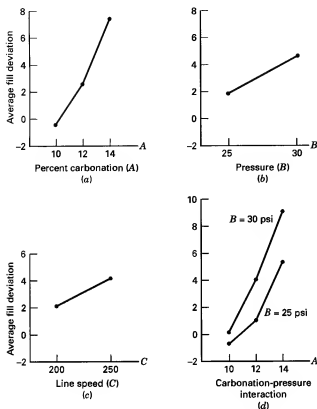 Average fill deviation
8
6
4
2
0
−2
10 12 14 A
Percent carbonation (A)
(a)
8
6
4
2
0
−2
25 30 B
Pressure (B)
(b)
Average fill deviation
6
4
2
0
−2
200 250 C
Line speed (C)
(c)
10
8
6
4
2
0
−2
B = 30 psi
B = 25 psi
10 12 14 A
Carbonation-pressure
interaction
(d)